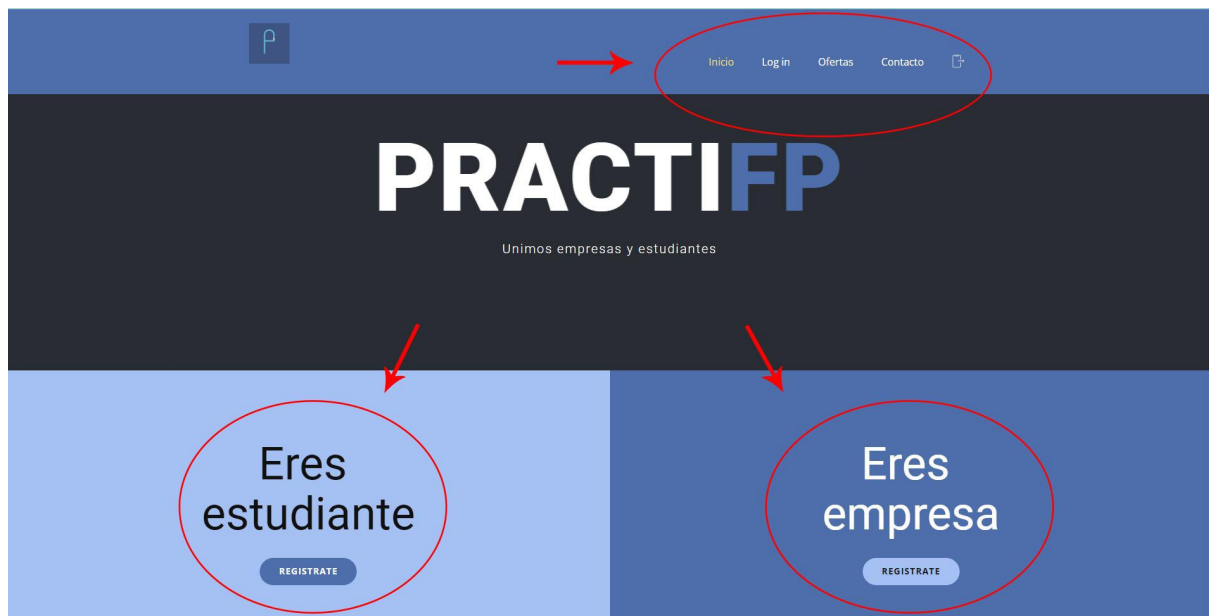 Inicio Log in Ofertas Contacto
PRACTIFP
Unimos empresas y estudiantes
Eres
estudiante
REGISTRATE
Eres
empresa
REGISTRATE